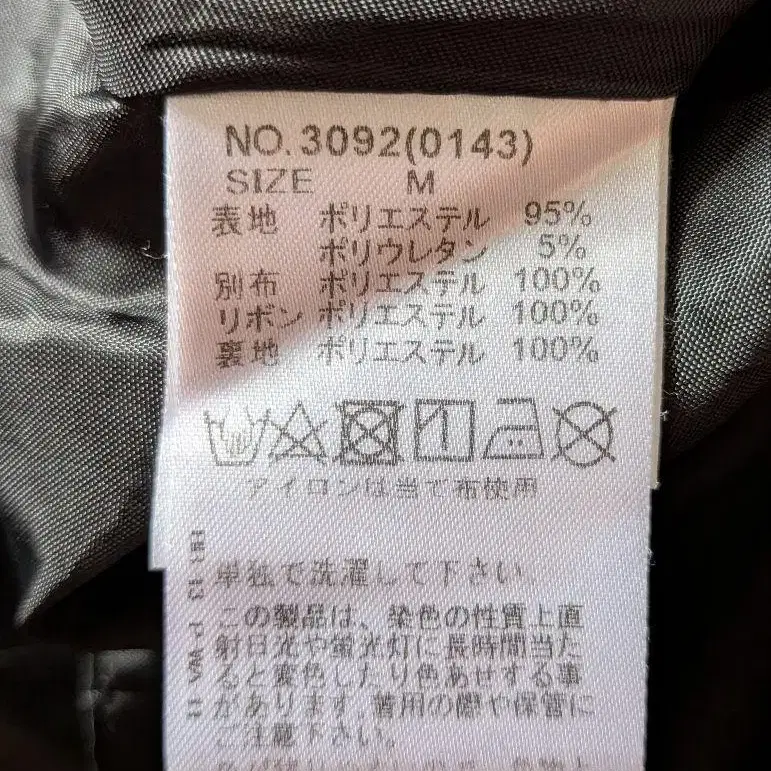 NO. 3092(0143)
SIZE M
表地 ポリエステル 95%
ポリウレタン 5%
別布 ポリエステル 100%
リボン ポリエステル 100%
裏地 ポリエステル 100%
アイロンは当て布使用
単独で洗濯して下さい.
この製品は、染色の性質上直
射日光や蛍光灯に長時間当た
ると変色したり色あせする事
があります.着用の際や保管に
ご注意下さい.